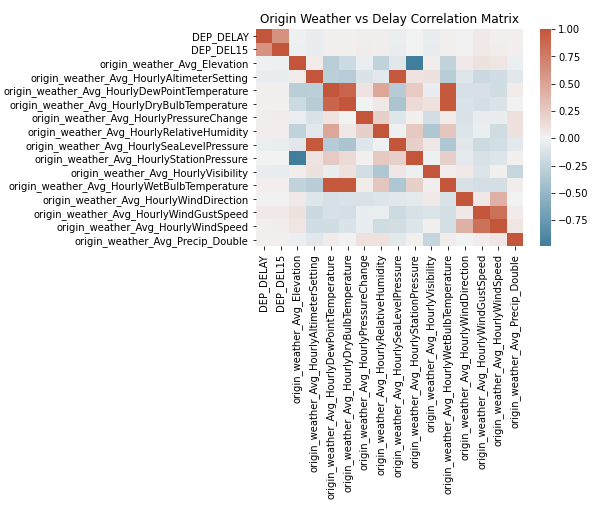 Origin Weather vs Delay Correlation Matrix
DEP_DELAY
DEP_DEL15
origin_weather_Avg_Elevation
origin_weather_Avg_HourlyAltimeterSetting
origin_weather_Avg_HourlyDewPointTemperature
origin_weather_Avg_HourlyDryBulbTemperature
origin_weather_Avg_HourlyPressureChange
origin_weather_Avg_HourlyRelativeHumidity
origin_weather_Avg_HourlySeaLevelPressure
origin_weather_Avg_HourlyStationPressure
origin_weather_Avg_HourlyVisibility
origin_weather_Avg_HourlyWetBulbTemperature
origin_weather_Avg_HourlyWindDirection
origin_weather_Avg_HourlyWindGustSpeed
origin_weather_Avg_HourlyWindSpeed
origin_weather_Avg_Precip_Double
DEP_DELAY
DEP_DEL15
origin_weather_Avg_Elevation
origin_weather_Avg_HourlyAltimeterSetting
origin_weather_Avg_HourlyDewPointTemperature
origin_weather_Avg_HourlyDryBulbTemperature
origin_weather_Avg_HourlyPressureChange
origin_weather_Avg_HourlyRelativeHumidity
origin_weather_Avg_HourlySeaLevelPressure
origin_weather_Avg_HourlyStationPressure
origin_weather_Avg_HourlyVisibility
origin_weather_Avg_HourlyWetBulbTemperature
origin_weather_Avg_HourlyWindDirection
origin_weather_Avg_HourlyWindGustSpeed
origin_weather_Avg_HourlyWindSpeed
origin_weather_Avg_Precip_Double
1.00
0.75
0.50
0.25
0.00
−0.25
−0.50
−0.75